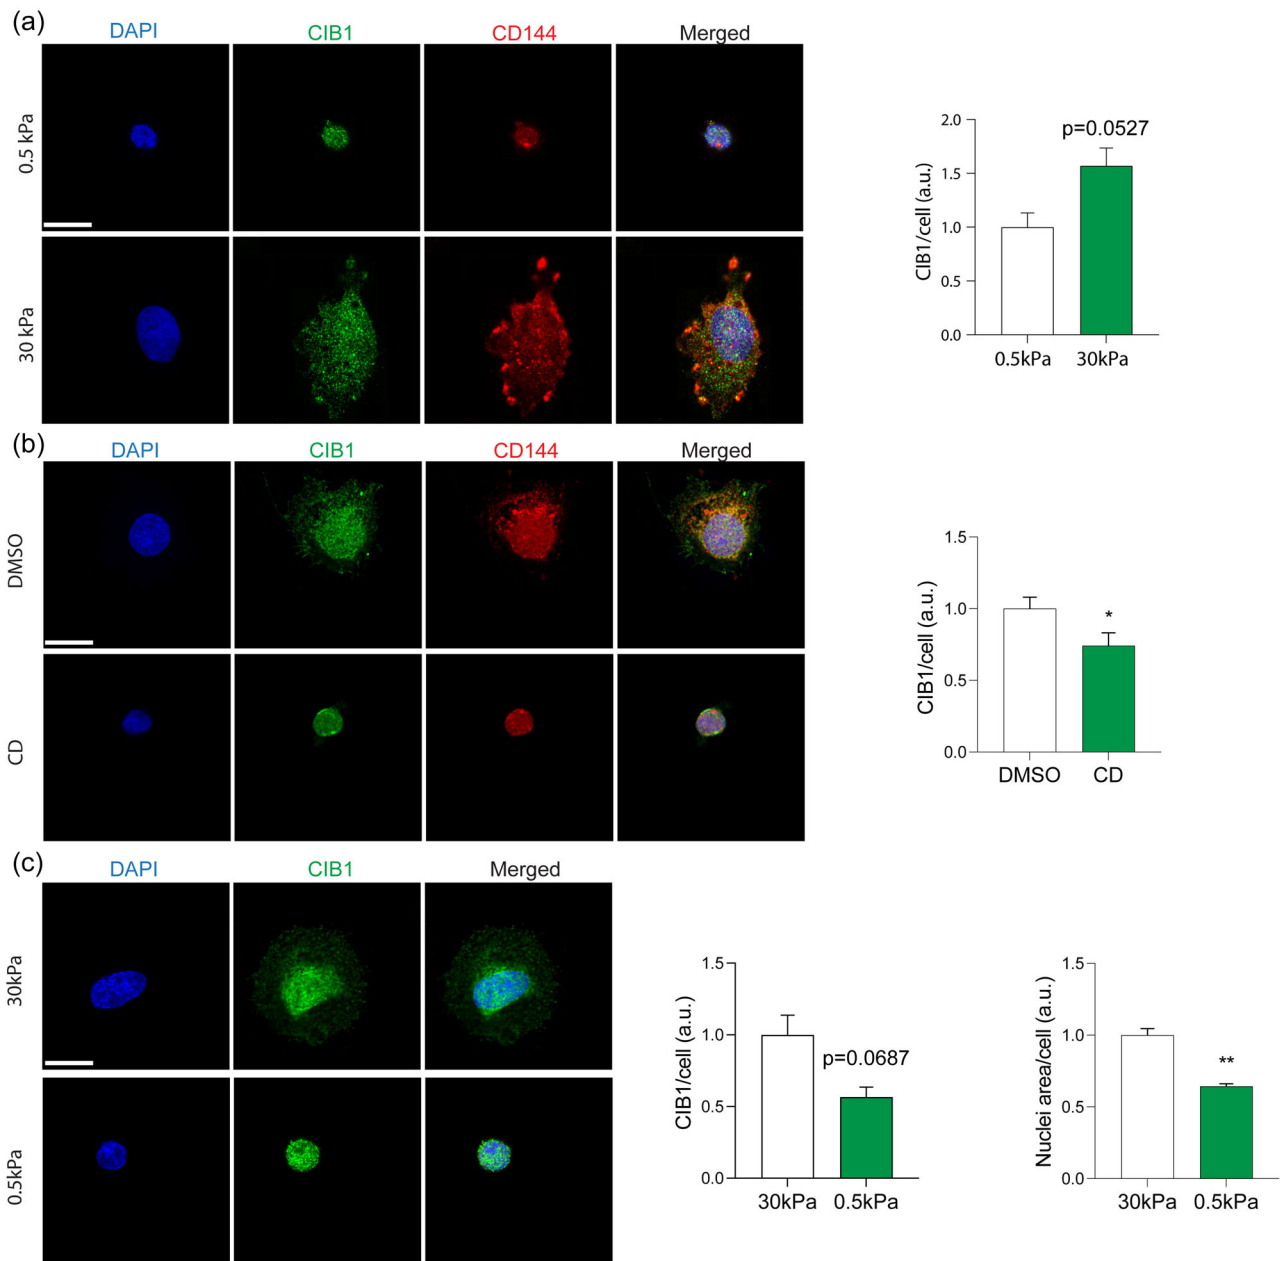 (a)
DAPI CIB1 CD144 Merged
0.5 kPa
30 kPa
CIB1/cell (a.u.)
2.0
1.5
1.0
0.5
0.0
p=0.0527
0.5kPa 30kPa
(b)
DAPI CIB1 CD144 Merged
DMSO
CD
CIB1/cell (a.u.)
1.5
1.0
0.5
0.0
*
DMSO CD
(c)
DAPI CIB1 Merged
30kPa
0.5kPa
CIB1/cell (a.u.)
1.5
1.0
0.5
0.0
p=0.0687
30kPa 0.5kPa
Nuclei area/cell (a.u.)
1.5
1.0
0.5
0.0
**
30kPa 0.5kPa